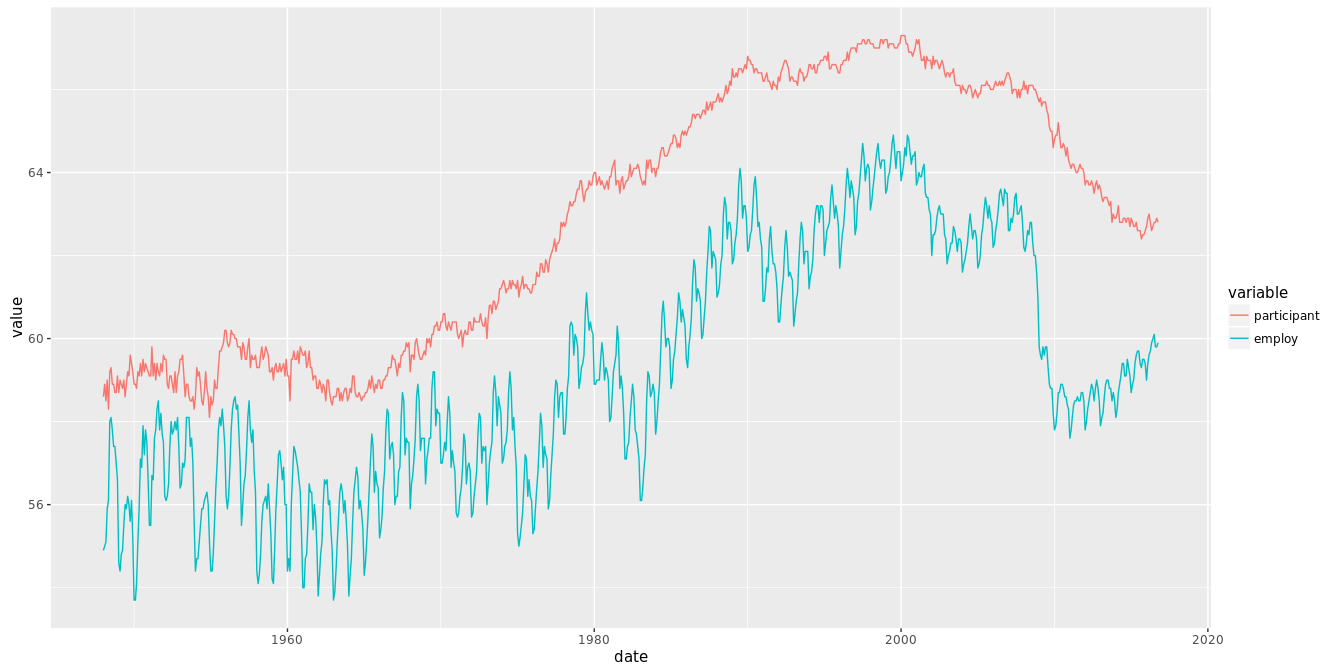 64
60
56
value
1960
1980
2000
2020
date
variable
participant
employ